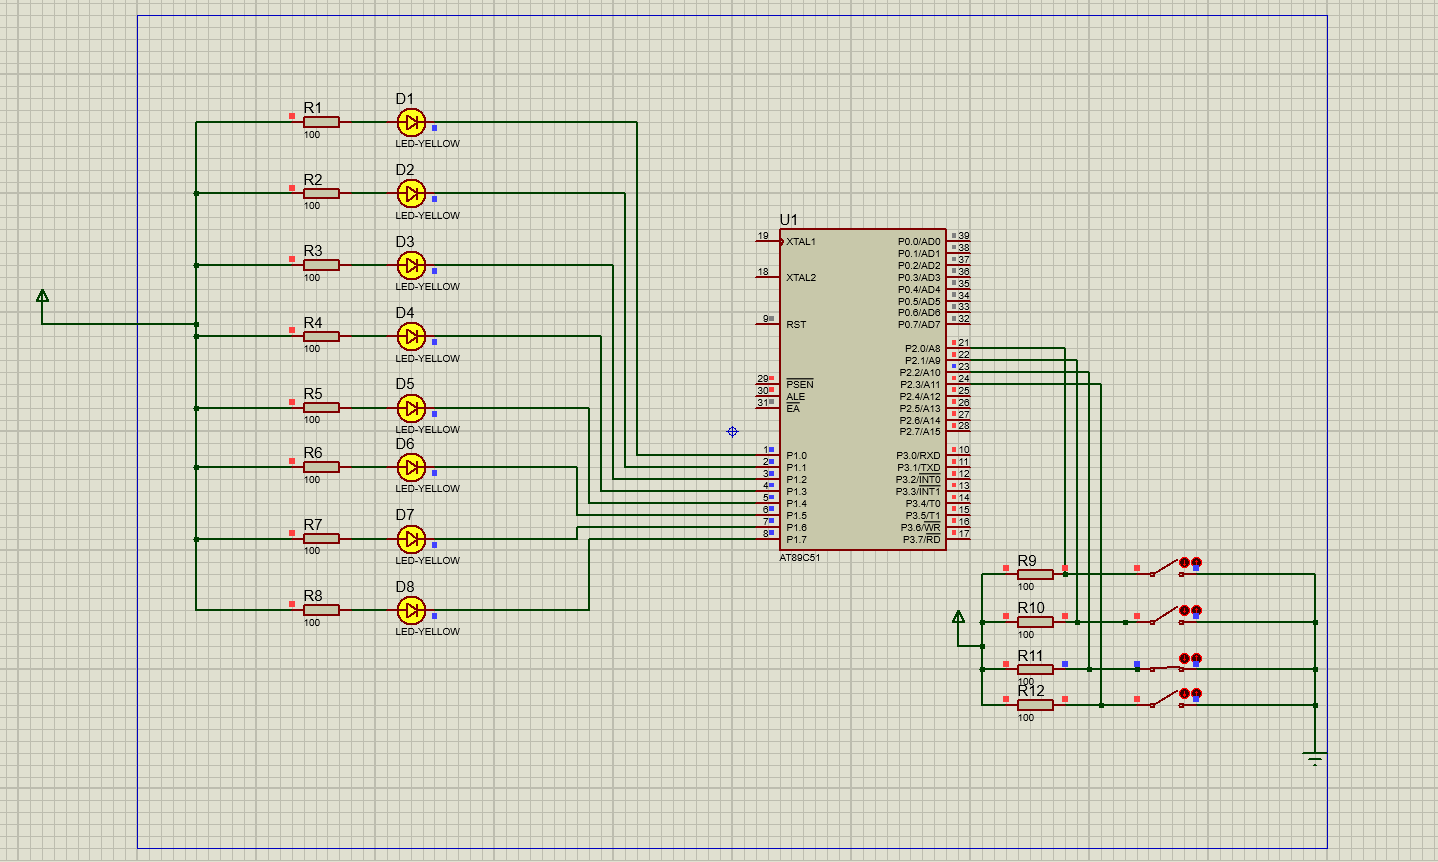 R1
100
D1
LED-YELLOW
R2
100
D2
LED-YELLOW
R3
100
D3
LED-YELLOW
R4
100
D4
LED-YELLOW
R5
100
D5
LED-YELLOW
R6
100
D6
LED-YELLOW
R7
100
D7
LED-YELLOW
R8
100
D8
LED-YELLOW
U1
19 XTAL1
18 XTAL2
9 RST
29 PSEN
30 ALE
31 EA
1 P1.0
2 P1.1
3 P1.2
4 P1.3
5 P1.4
6 P1.5
7 P1.6
8 P1.7
P0.0/AD0 39
P0.1/AD1 38
P0.2/AD2 37
P0.3/AD3 36
P0.4/AD4 35
P0.5/AD5 34
P0.6/AD6 33
P0.7/AD7 32
P2.0/A8 21
P2.1/A9 22
P2.2/A10 23
P2.3/A11 24
P2.4/A12 25
P2.5/A13 26
P2.6/A14 27
P2.7/A15 28
P3.0/RXD 10
P3.1/TXD 11
P3.2/INT0 12
P3.3/INT1 13
P3.4/T0 14
P3.5/T1 15
P3.6/WR 16
P3.7/RD 17
AT89C51
R9
100
R10
100
R11
100
R12
100